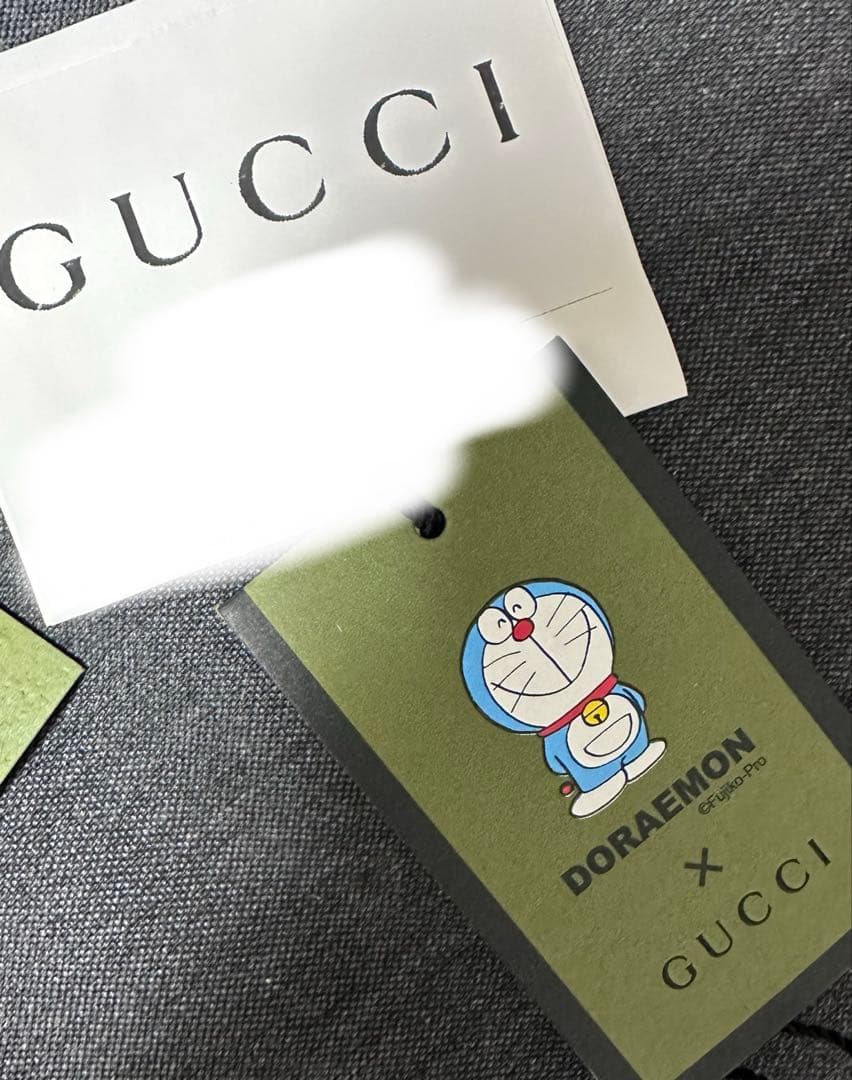 GUCCI
DORAEMON
©Fujiko-Pro
×
GUCCI